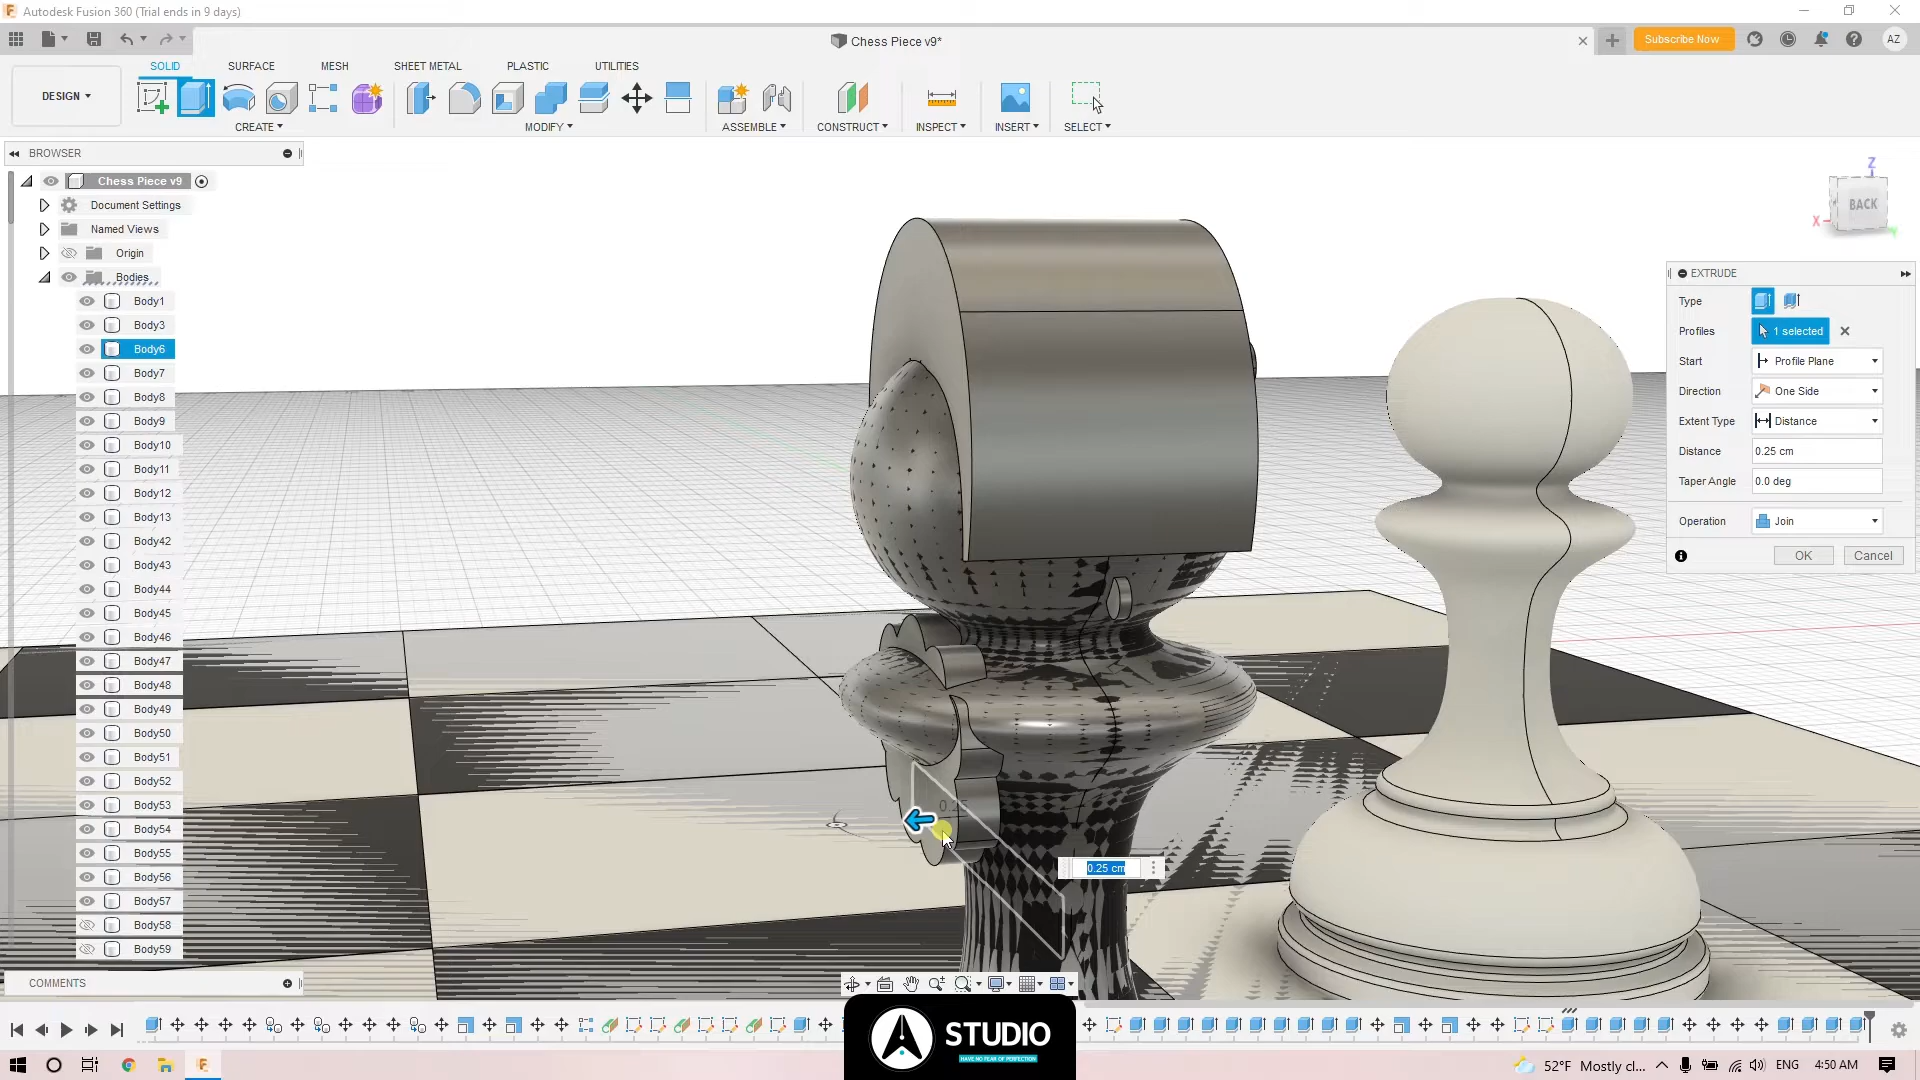 Autodesk Fusion 360 (Trial ends in 9 days)
Chess Piece v9*
Subscribe Now
AZ
DESIGN
SOLID
SURFACE
MESH
SHEET METAL
PLASTIC
UTILITIES
CREATE
MODIFY
ASSEMBLE
CONSTRUCT
INSPECT
INSERT
SELECT
BROWSER
Chess Piece v9
Document Settings
Named Views
Origin
Bodies
Body1
Body3
Body6
Body7
Body8
Body9
Body10
Body11
Body12
Body13
Body42
Body43
Body44
Body45
Body46
Body47
Body48
Body49
Body50
Body51
Body52
Body53
Body54
Body55
Body56
Body57
Body58
Body59
COMMENTS
Z
BACK
X
EXTRUDE
Type
Profiles 1 selected
Start Profile Plane
Direction One Side
Extent Type Distance
Distance 0.25 cm
Taper Angle 0.0 deg
Operation Join
OK Cancel
0.25 cm
STUDIO
HAVE NO FEAR OF PERFECTION
52°F Mostly cl...
ENG
4:50 AM